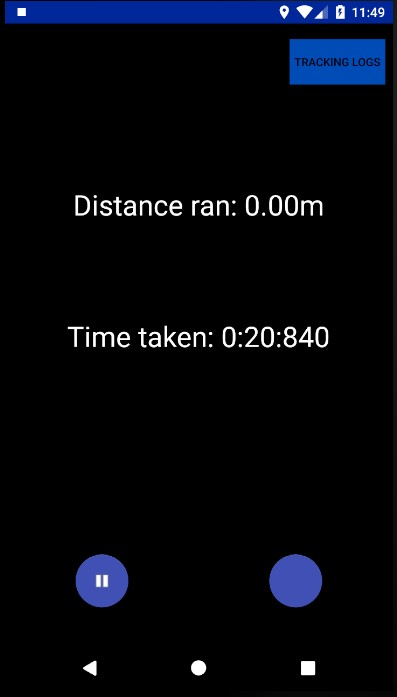 11:49
TRACKING LOGS
Distance ran: 0.00m
Time taken: 0:20:840